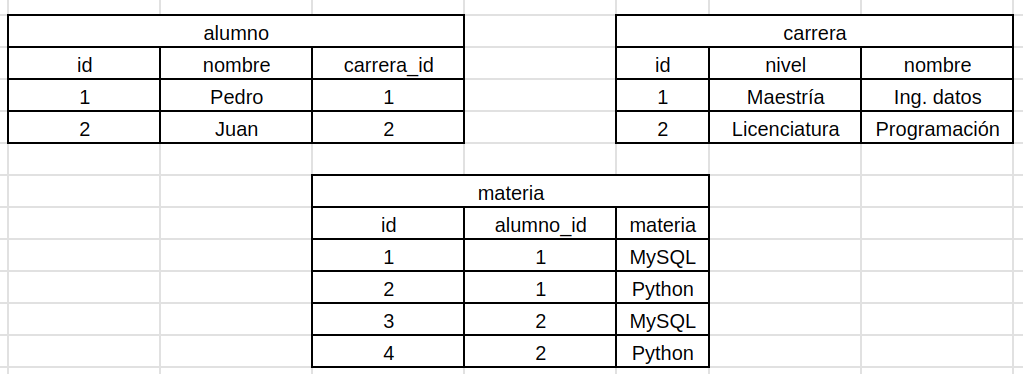 alumno
id nombre carrera_id
1 Pedro 1
2 Juan 2
carrera
id nivel nombre
1 Maestría Ing. datos
2 Licenciatura Programación
materia
id alumno_id materia
1 1 MySQL
2 1 Python
3 2 MySQL
4 2 Python